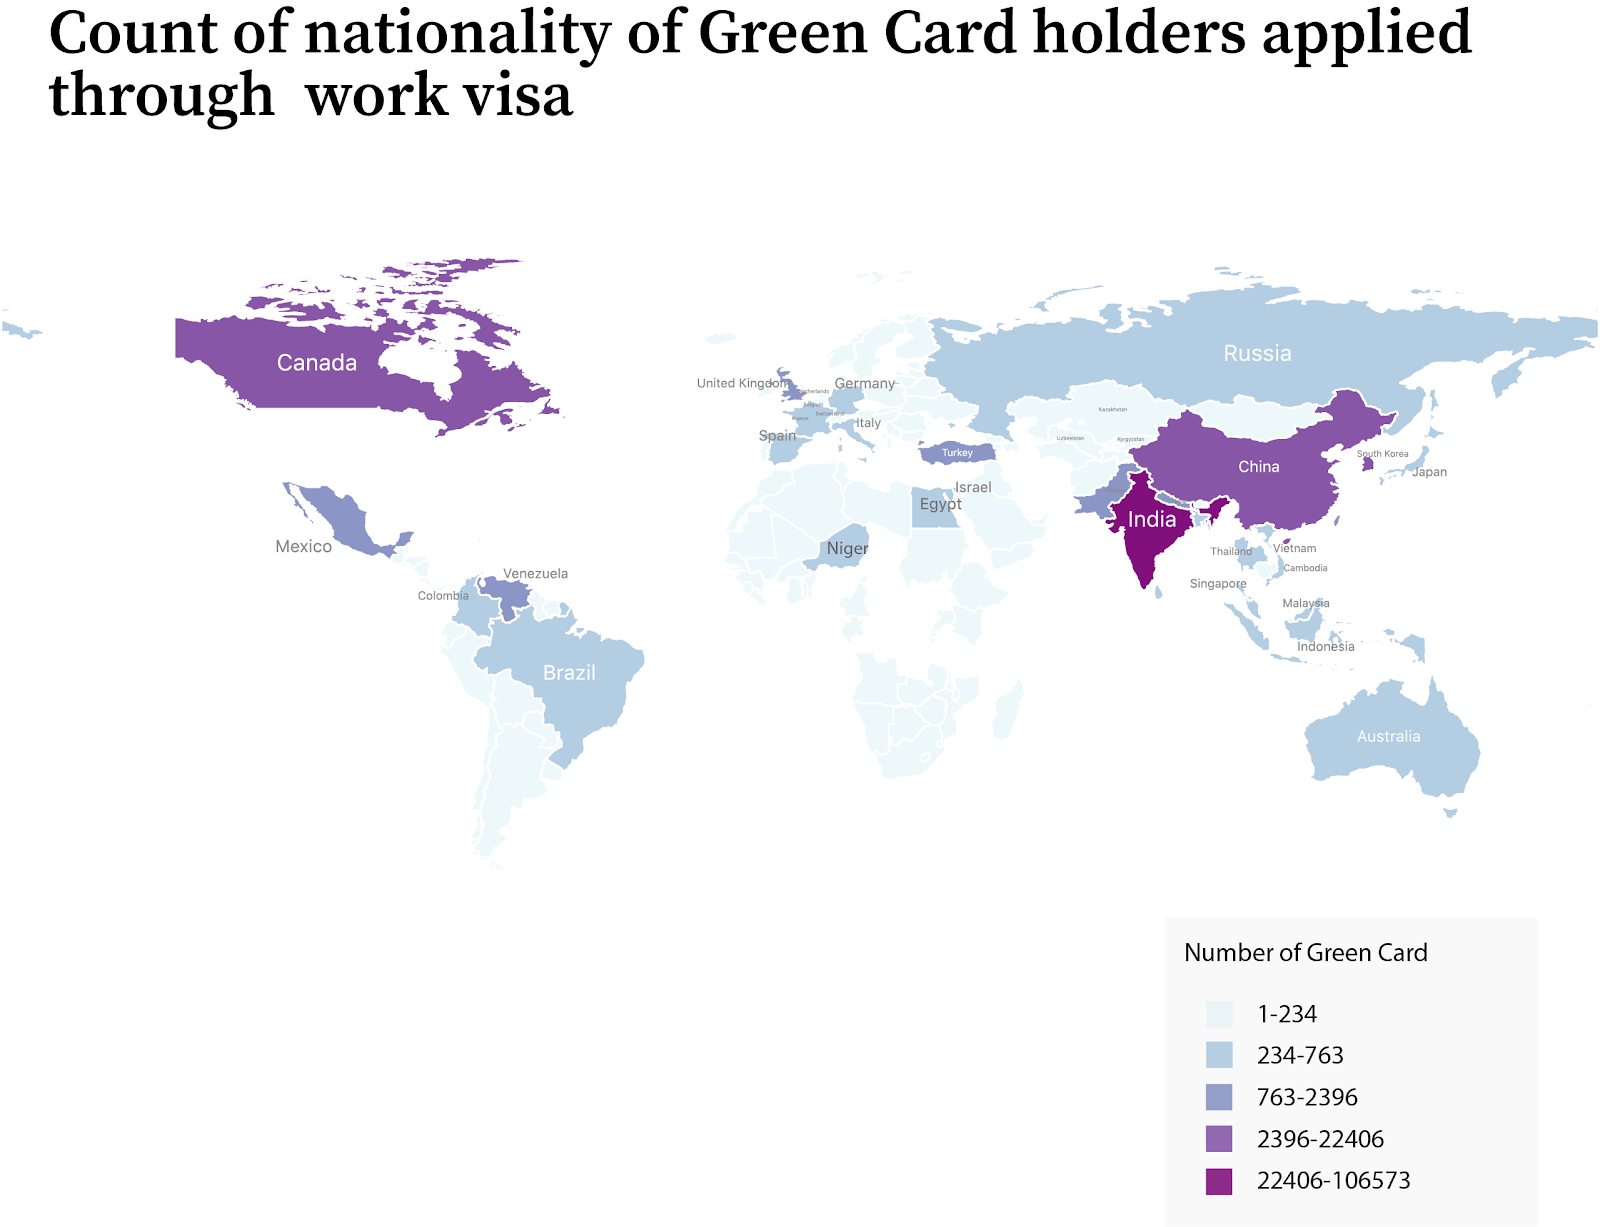 Count of nationality of Green Card holders applied
through work visa
Canada
Russia
United Kingdom
Netherlands
Germany
Belgium
France
Switzerland
Italy
Spain
Kazakhstan
Uzbekistan
Kyrgyzstan
Turkey
China
South Korea
Japan
Israel
Egypt
India
Mexico
Niger
Thailand
Vietnam
Venezuela
Cambodia
Colombia
Singapore
Malaysia
Indonesia
Brazil
Australia
Number of Green Card
1-234
234-763
763-2396
2396-22406
22406-106573